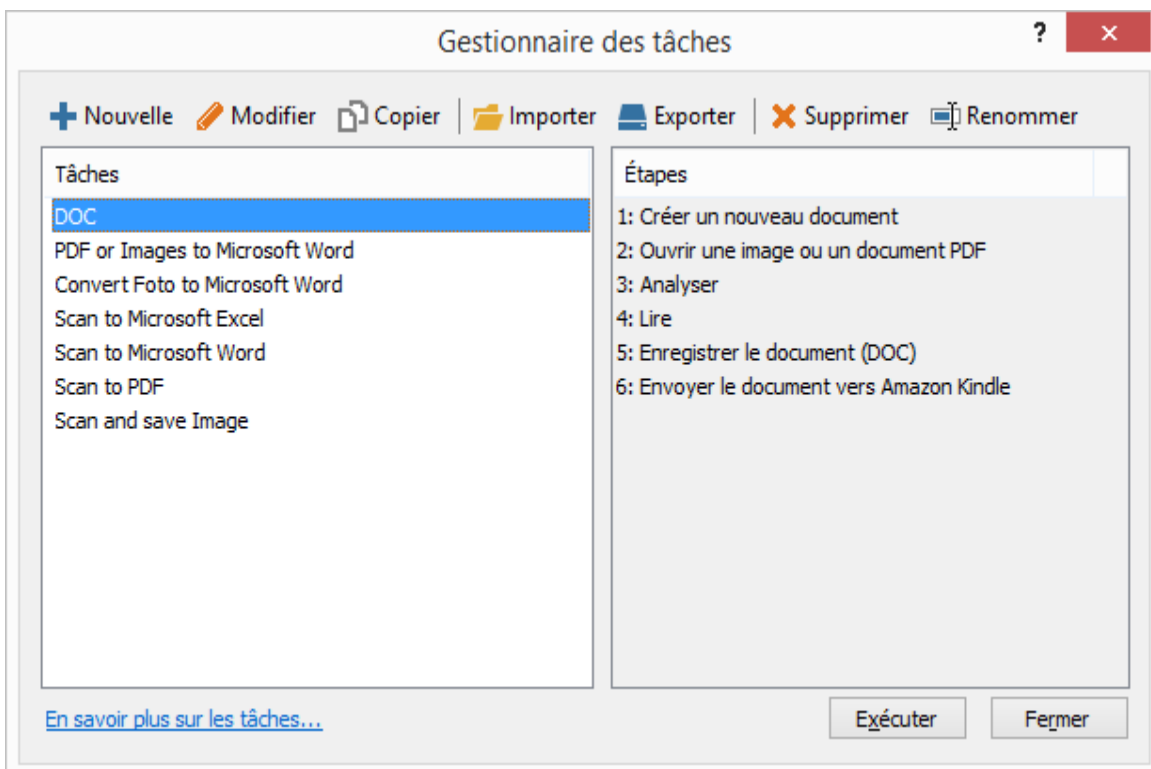 Gestionnaire des tâches
?
Nouvelle Modifier Copier Importer Exporter Supprimer Renommer
Tâches
DOC
PDF or Images to Microsoft Word
Convert Foto to Microsoft Word
Scan to Microsoft Excel
Scan to Microsoft Word
Scan to PDF
Scan and save Image
Étapes
1: Créer un nouveau document
2: Ouvrir une image ou un document PDF
3: Analyser
4: Lire
5: Enregistrer le document (DOC)
6: Envoyer le document vers Amazon Kindle
En savoir plus sur les tâches...
Exécuter
Fermer